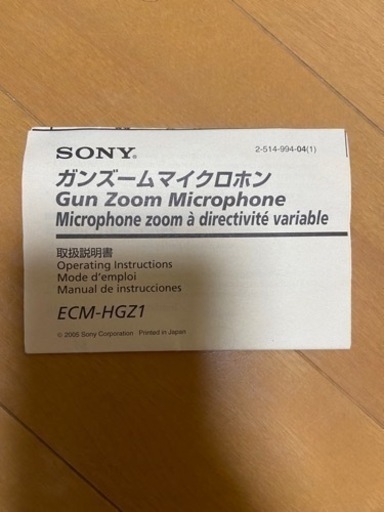 2-514-994-04(1)
SONY®
ガンズームマイクロホン
Gun Zoom Microphone
Microphone zoom à directivité variable
取扱説明書
Operating Instructions
Mode d'emploi
Manual de instrucciones
ECM-HGZ1
© 2005 Sony Corporation Printed in Japan